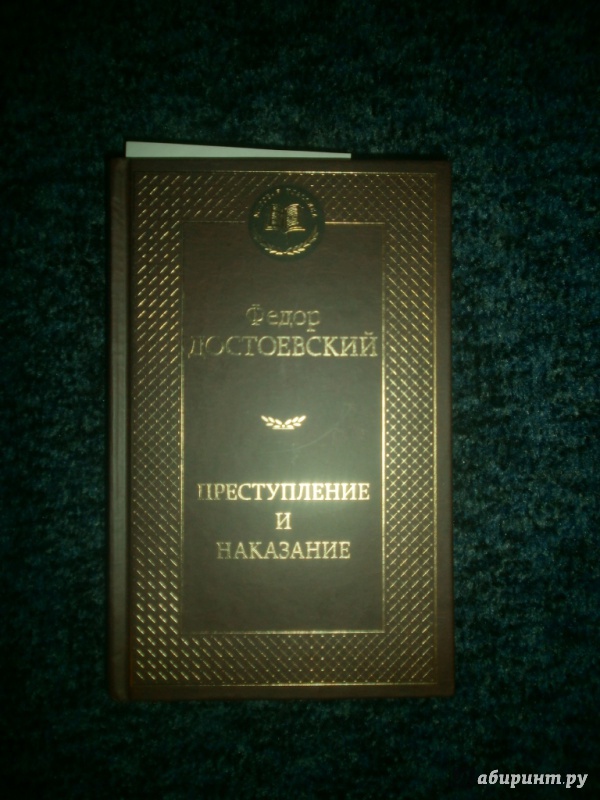 Федор
ДОСТОЕВСКИЙ
ПРЕСТУПЛЕНИЕ
И
НАКАЗАНИЕ
абиринт.ру